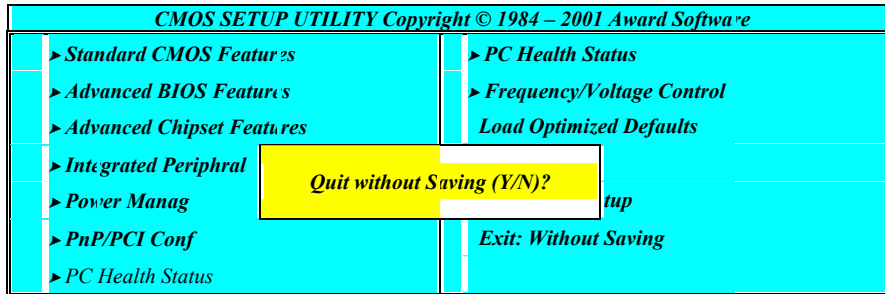 CMOS SETUP UTILITY Copyright © 1984 – 2001 Award Software
➤ Standard CMOS Features
➤ Advanced BIOS Features
➤ Advanced Chipset Features
➤ Integrated Periphral
➤ Power Manag
➤ PnP/PCI Conf
➤ PC Health Status
➤ PC Health Status
➤ Frequency/Voltage Control
Load Optimized Defaults
tup
Exit: Without Saving
Quit without Saving (Y/N)?